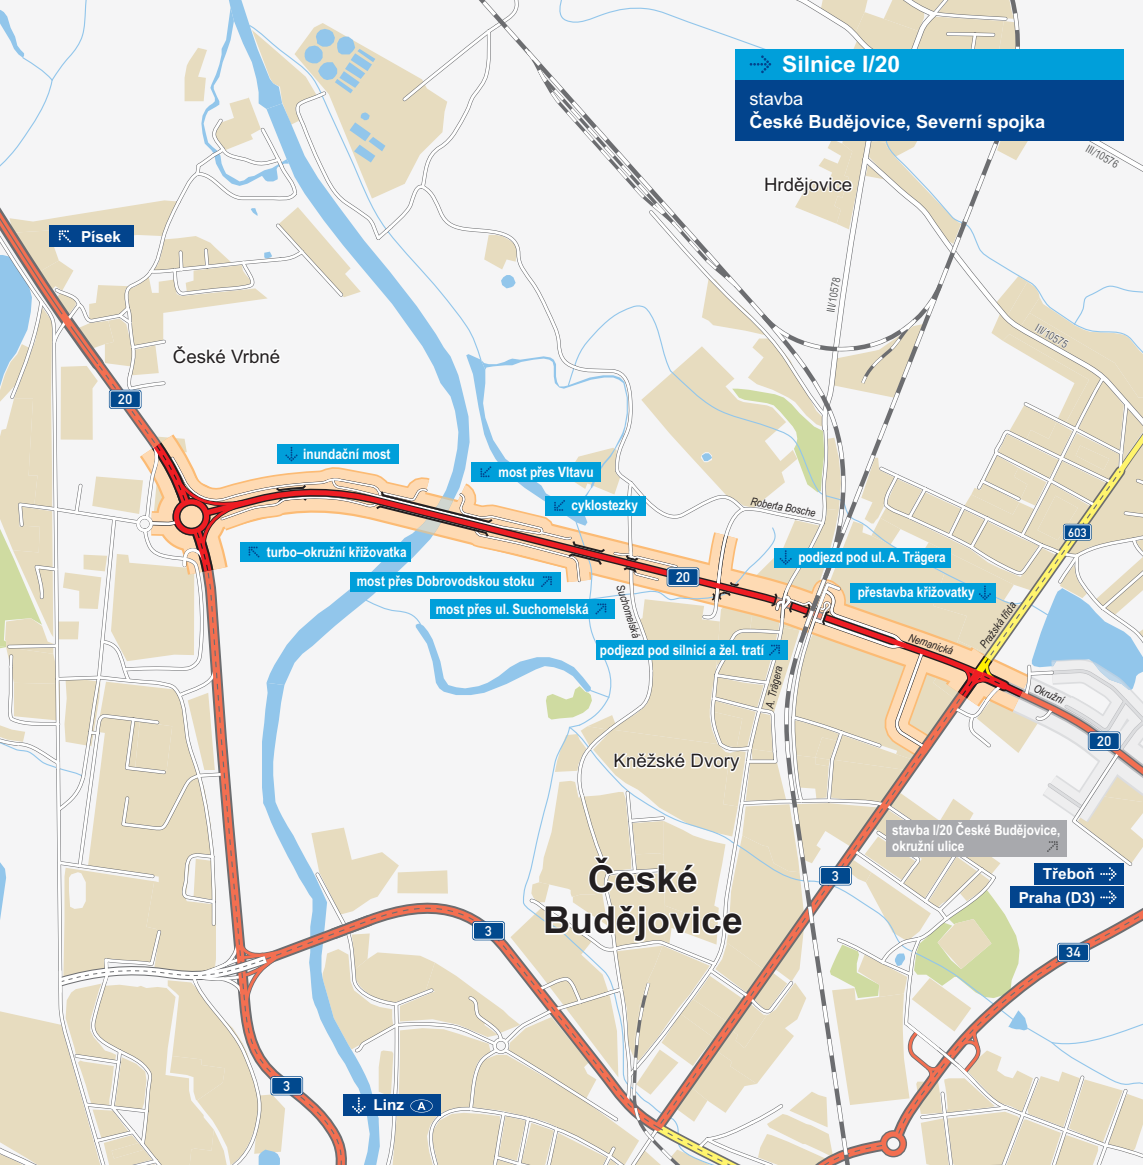 Silnice I/20
stavba
České Budějovice, Severní spojka
III/10576
Hrdějovice
Písek
III/10578
III/10575
České Vrbné
20
inundační most
most přes Vltavu
cyklostezky
Roberta Bosche
603
turbo–okružní křižovatka
podjezd pod ul. A. Trägera
most přes Dobrovodskou stoku
20
přestavba křižovatky
most přes ul. Suchomelská
Suchomelská
Pražská třída
podjezd pod silnicí a žel. tratí
Nemanická
A. Trägera
Okružní
20
Kněžské Dvory
stavba I/20 České Budějovice,
okružní ulice
České
Budějovice
3
Třeboň
Praha (D3)
3
34
3
Linz A